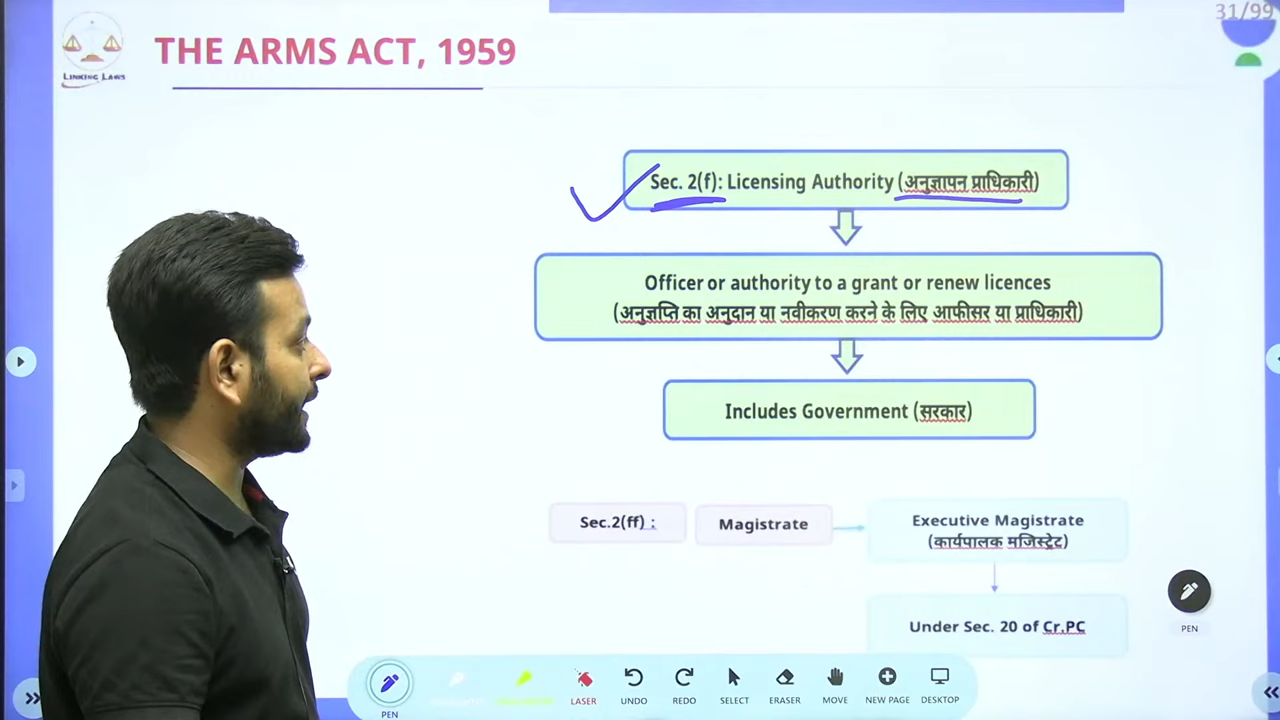 31/99
LINKING LAWS
THE ARMS ACT, 1959
Sec. 2(f): Licensing Authority (अनुज्ञापन प्राधिकारी)
Officer or authority to a grant or renew licences
(अनुज्ञप्ति का अनुदान या नवीकरण करने के लिए आफीसर या प्राधिकारी)
Includes Government (सरकार)
Sec.2(ff) :
Magistrate
Executive Magistrate
(कार्यपालक मजिस्ट्रेट)
Under Sec. 20 of Cr.PC
PEN
PEN
LASER
UNDO
REDO
SELECT
ERASER
MOVE
NEW PAGE
DESKTOP